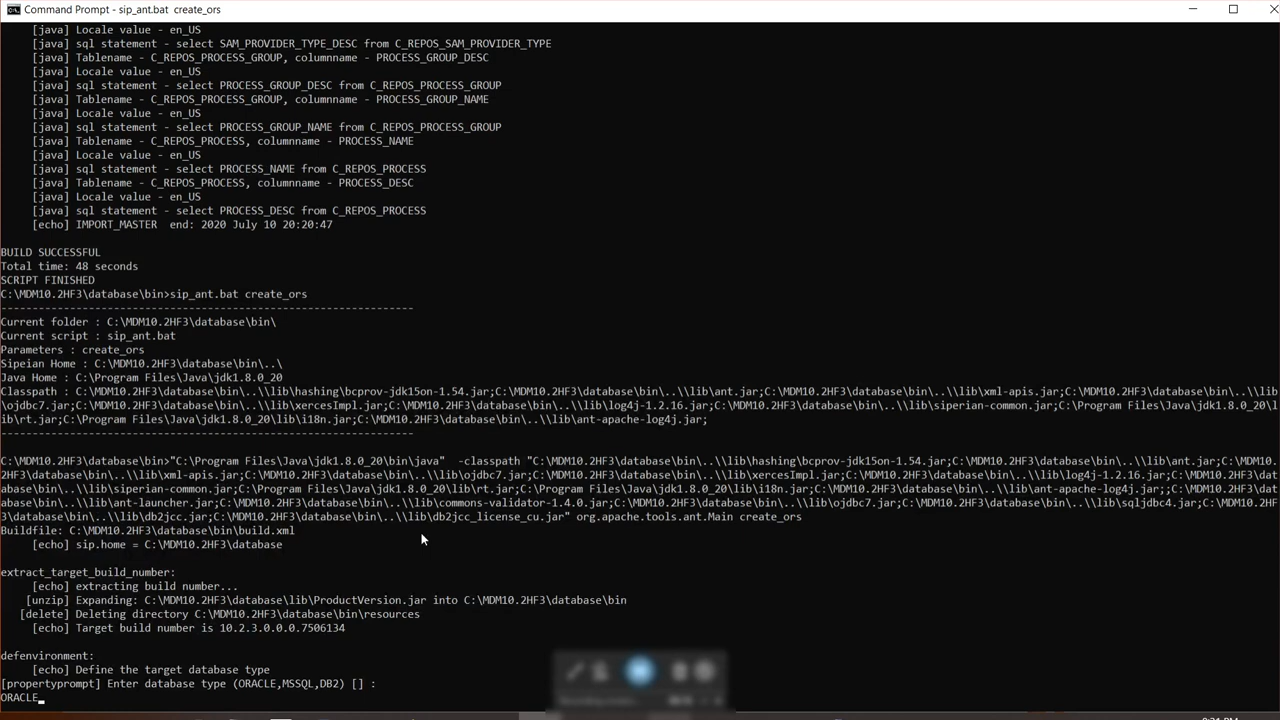 Command Prompt - sip_ant.bat  create_ors
[java] Locale value - en_US
[java] sql statement - select SAM_PROVIDER_TYPE_DESC from C_REPOS_SAM_PROVIDER_TYPE
[java] Tablename - C_REPOS_PROCESS_GROUP, columnname - PROCESS_GROUP_DESC
[java] Locale value - en_US
[java] sql statement - select PROCESS_GROUP_DESC from C_REPOS_PROCESS_GROUP
[java] Tablename - C_REPOS_PROCESS_GROUP, columnname - PROCESS_GROUP_NAME
[java] Locale value - en_US
[java] sql statement - select PROCESS_GROUP_NAME from C_REPOS_PROCESS_GROUP
[java] Tablename - C_REPOS_PROCESS, columnname - PROCESS_NAME
[java] Locale value - en_US
[java] sql statement - select PROCESS_NAME from C_REPOS_PROCESS
[java] Tablename - C_REPOS_PROCESS, columnname - PROCESS_DESC
[java] Locale value - en_US
[java] sql statement - select PROCESS_DESC from C_REPOS_PROCESS
[echo] IMPORT_MASTER  end: 2020 July 10 20:20:47
BUILD SUCCESSFUL
Total time: 48 seconds
SCRIPT FINISHED
C:\MDM10.2HF3\database\bin>sip_ant.bat create_ors
------------------------------------------------------------
Current folder : C:\MDM10.2HF3\database\bin\
Current script : sip_ant.bat
Parameters : create_ors
Sipeian Home : C:\MDM10.2HF3\database\bin\..\
Java Home : C:\Program Files\Java\jdk1.8.0_20
Classpath : C:\MDM10.2HF3\database\bin\..\\lib\hashing\bcprov-jdk15on-1.54.jar;C:\MDM10.2HF3\database\bin\..\\lib\ant.jar;C:\MDM10.2HF3\database\bin\..\\lib\xml-apis.jar;C:\MDM10.2HF3\database\bin\..\\lib
\ojdbc7.jar;C:\MDM10.2HF3\database\bin\..\\lib\xercesImpl.jar;C:\MDM10.2HF3\database\bin\..\\lib\log4j-1.2.16.jar;C:\MDM10.2HF3\database\bin\..\\lib\siperian-common.jar;C:\Program Files\Java\jdk1.8.0_20\l
ib\rt.jar;C:\Program Files\Java\jdk1.8.0_20\lib\i18n.jar;C:\MDM10.2HF3\database\bin\..\\lib\ant-apache-log4j.jar;
------------------------------------------------------------
C:\MDM10.2HF3\database\bin>"C:\Program Files\Java\jdk1.8.0_20\bin\java"  -classpath "C:\MDM10.2HF3\database\bin\..\\lib\hashing\bcprov-jdk15on-1.54.jar;C:\MDM10.2HF3\database\bin\..\\lib\ant.jar;C:\MDM10.
2HF3\database\bin\..\\lib\xml-apis.jar;C:\MDM10.2HF3\database\bin\..\\lib\ojdbc7.jar;C:\MDM10.2HF3\database\bin\..\\lib\xercesImpl.jar;C:\MDM10.2HF3\database\bin\..\\lib\log4j-1.2.16.jar;C:\MDM10.2HF3\dat
abase\bin\..\\lib\siperian-common.jar;C:\Program Files\Java\jdk1.8.0_20\lib\rt.jar;C:\Program Files\Java\jdk1.8.0_20\lib\i18n.jar;C:\MDM10.2HF3\database\bin\..\\lib\ant-apache-log4j.jar;;C:\MDM10.2HF3\dat
abase\bin\..\\lib\ant-launcher.jar;C:\MDM10.2HF3\database\bin\..\\lib\commons-validator-1.4.0.jar;C:\MDM10.2HF3\database\bin\..\\lib\ojdbc7.jar;C:\MDM10.2HF3\database\bin\..\\lib\sqljdbc4.jar;C:\MDM10.2HF
3\database\bin\..\\lib\db2jcc.jar;C:\MDM10.2HF3\database\bin\..\\lib\db2jcc_license_cu.jar" org.apache.tools.ant.Main create_ors
Buildfile: C:\MDM10.2HF3\database\bin\build.xml
[echo] sip.home = C:\MDM10.2HF3\database
extract_target_build_number:
[echo] extracting build number...
[unzip] Expanding: C:\MDM10.2HF3\database\lib\ProductVersion.jar into C:\MDM10.2HF3\database\bin
[delete] Deleting directory C:\MDM10.2HF3\database\bin\resources
[echo] Target build number is 10.2.3.0.0.0.7506134
defenvironment:
[echo] Define the target database type
[propertyprompt] Enter database type (ORACLE,MSSQL,DB2) [] :
ORACLE_